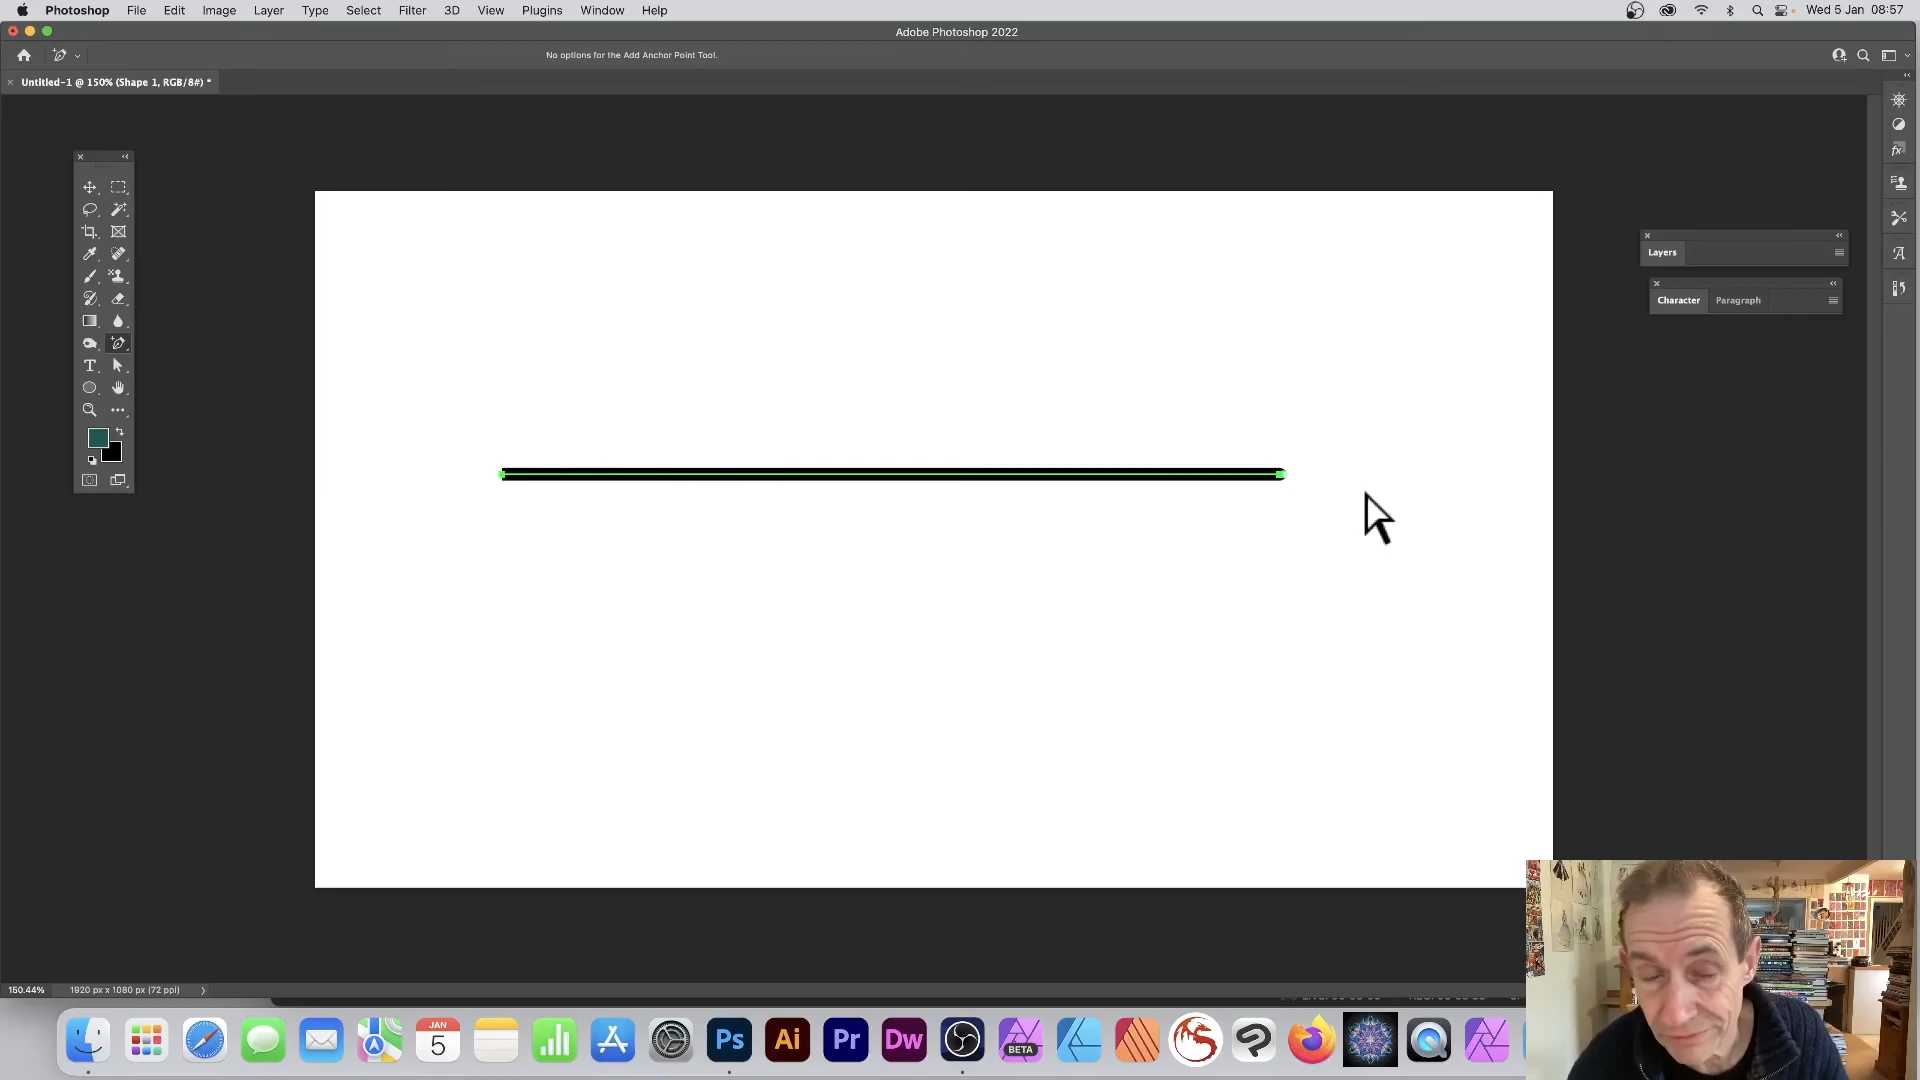 Photoshop File Edit Image Layer Type Select Filter 3D View Plugins Window Help Wed 5 Jan 08:57
Adobe Photoshop 2022
No options for the Add Anchor Point Tool.
Untitled-1 @ 150% (Shape 1, RGB/8#) *
fx
Layers
A
Character Paragraph
T
150.44% 1920 px x 1080 px (72 ppi)
JAN
5
Ps Ai Pr Dw
BETA